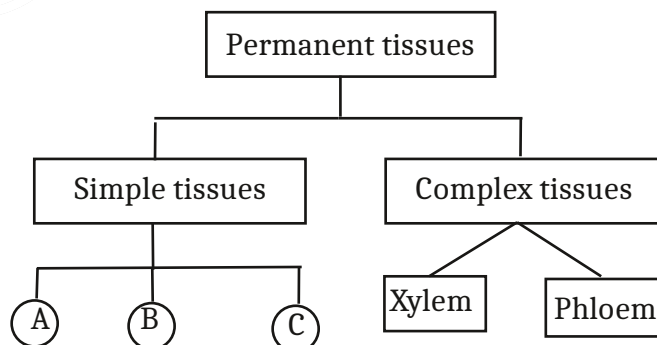 Permanent tissues
Simple tissues
Complex tissues
A
B
C
Xylem
Phloem